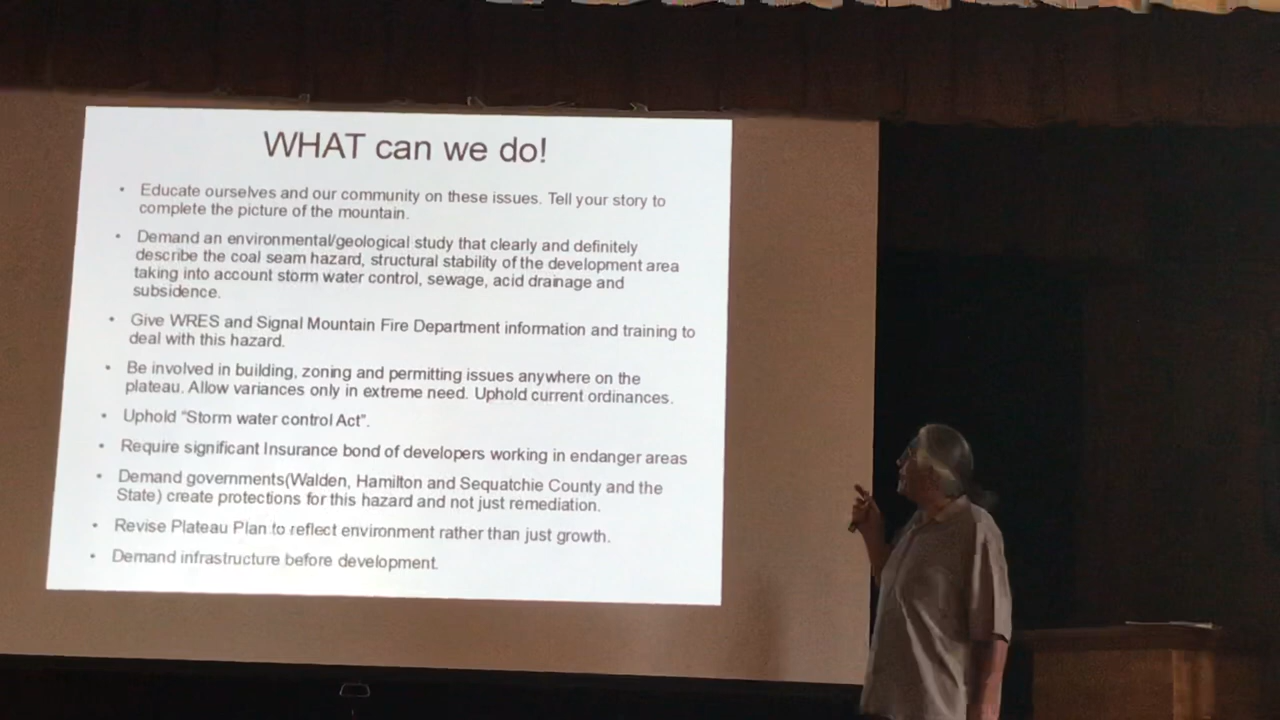 WHAT can we do!
• Educate ourselves and our community on these issues. Tell your story to
complete the picture of the mountain.
• Demand an environmental/geological study that clearly and definitely
describe the coal seam hazard, structural stability of the development area
taking into account storm water control, sewage, acid drainage and
subsidence.
• Give WRES and Signal Mountain Fire Department information and training to
deal with this hazard.
• Be involved in building, zoning and permitting issues anywhere on the
plateau. Allow variances only in extreme need. Uphold current ordinances.
• Uphold “Storm water control Act”.
• Require significant Insurance bond of developers working in endanger areas
• Demand governments(Walden, Hamilton and Sequatchie County and the
State) create protections for this hazard and not just remediation.
• Revise Plateau Plan to reflect environment rather than just growth.
• Demand infrastructure before development.